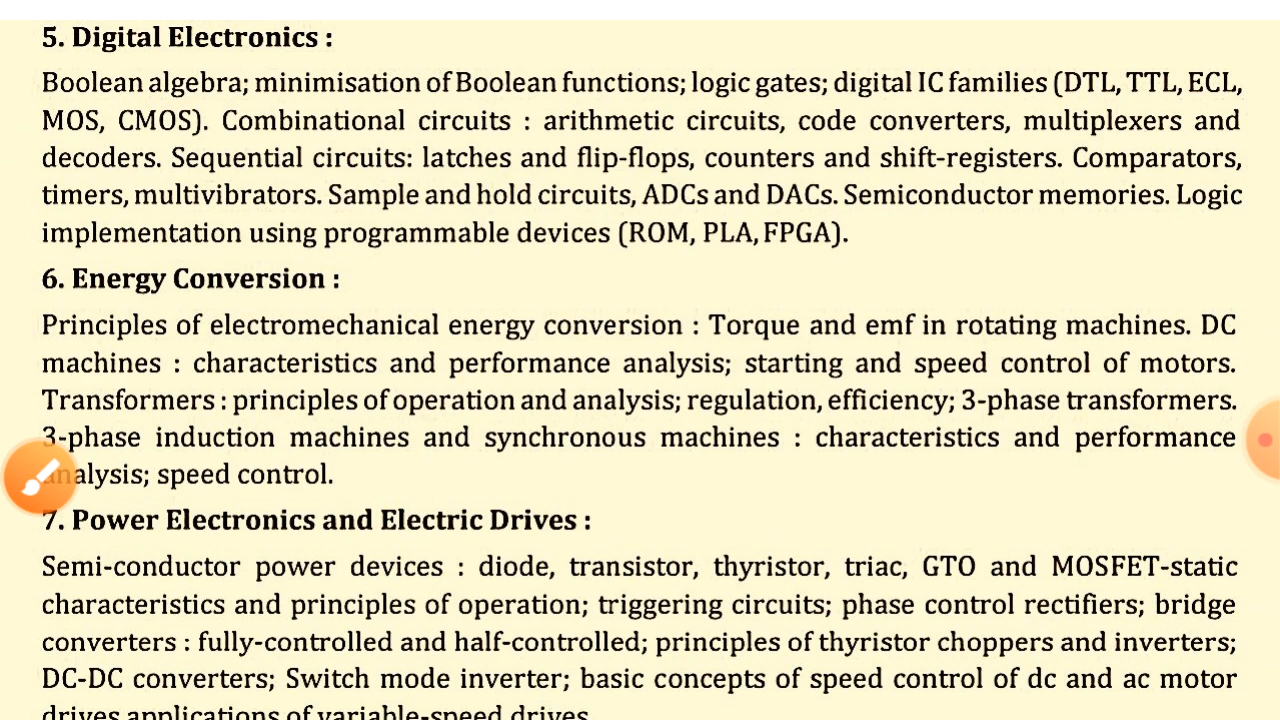 5. Digital Electronics :
Boolean algebra; minimisation of Boolean functions; logic gates; digital IC families (DTL, TTL, ECL,
MOS, CMOS). Combinational circuits : arithmetic circuits, code converters, multiplexers and
decoders. Sequential circuits: latches and flip-flops, counters and shift-registers. Comparators,
timers, multivibrators. Sample and hold circuits, ADCs and DACs. Semiconductor memories. Logic
implementation using programmable devices (ROM, PLA, FPGA).
6. Energy Conversion :
Principles of electromechanical energy conversion : Torque and emf in rotating machines. DC
machines : characteristics and performance analysis; starting and speed control of motors.
Transformers : principles of operation and analysis; regulation, efficiency; 3-phase transformers.
3-phase induction machines and synchronous machines : characteristics and performance
analysis; speed control.
7. Power Electronics and Electric Drives :
Semi-conductor power devices : diode, transistor, thyristor, triac, GTO and MOSFET-static
characteristics and principles of operation; triggering circuits; phase control rectifiers; bridge
converters : fully-controlled and half-controlled; principles of thyristor choppers and inverters;
DC-DC converters; Switch mode inverter; basic concepts of speed control of dc and ac motor
drives applications of variable-speed drives.